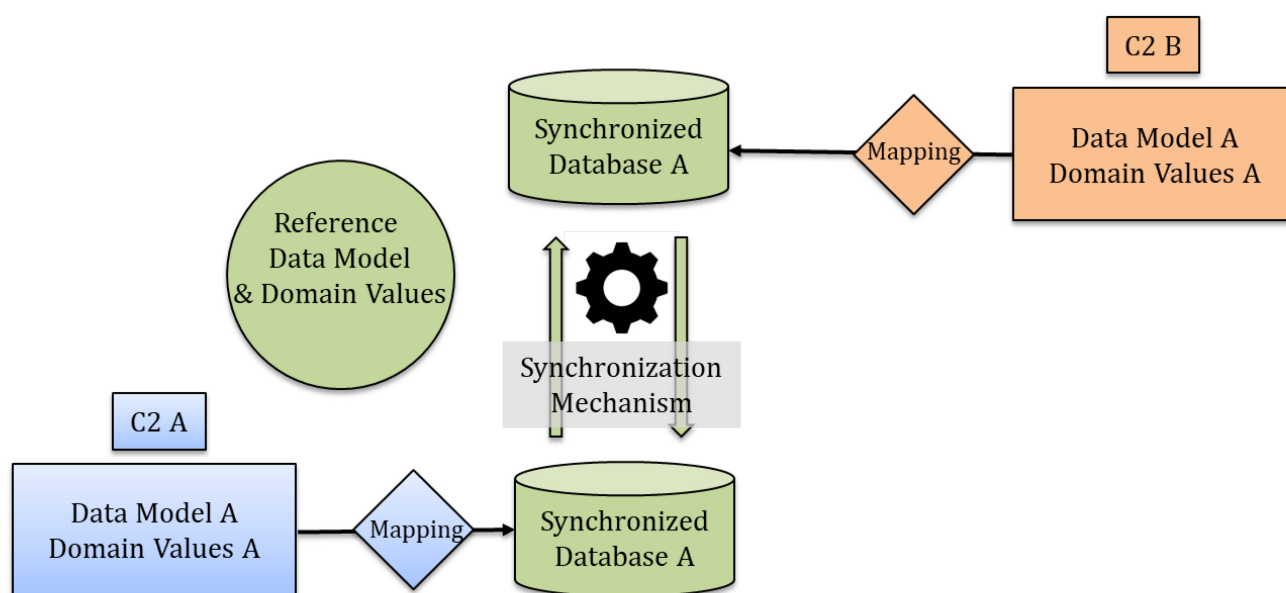 C2 B
Synchronized
Database A
Mapping
Data Model A
Domain Values A
Reference
Data Model
& Domain Values
Synchronization
Mechanism
C2 A
Data Model A
Domain Values A
Mapping
Synchronized
Database A